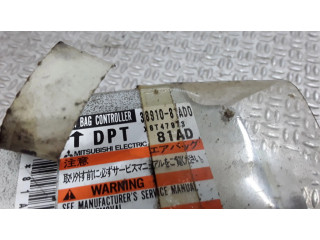 BAG CONTROLLER 38910-81A00
DPT
81AD
MITSUBISHI ELECTRIC
注意 エアバッグ
取り外す前に必ずサービスマニュアルをご覧ください
WARNING
SEE MANUFACTURER'S SERVICE MANUAL